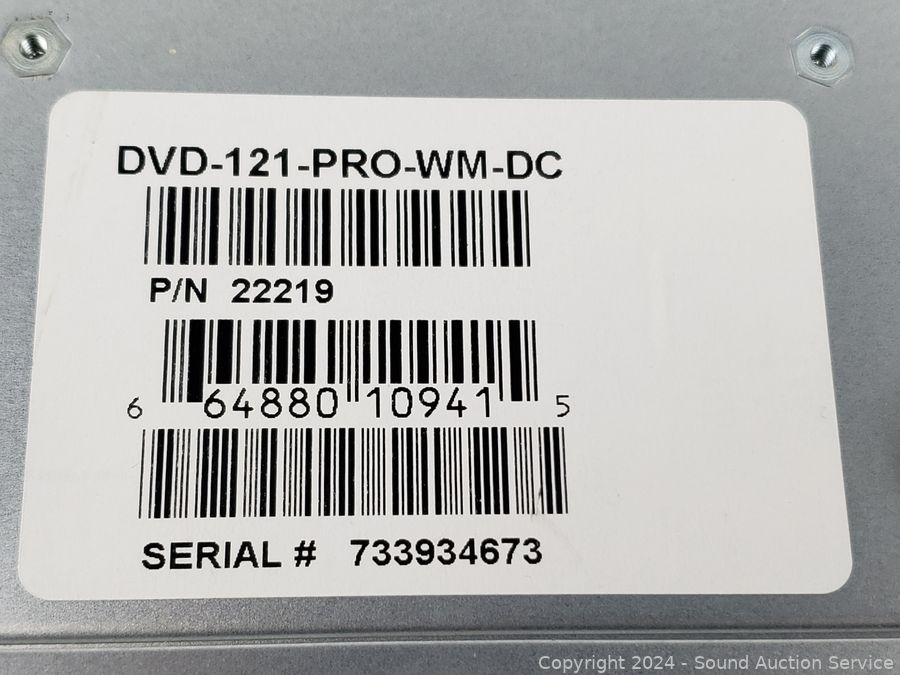 DVD-121-PRO-WM-DC
P/N 22219
6 64880 10941 5
SERIAL # 733934673
Copyright 2024 - Sound Auction Service